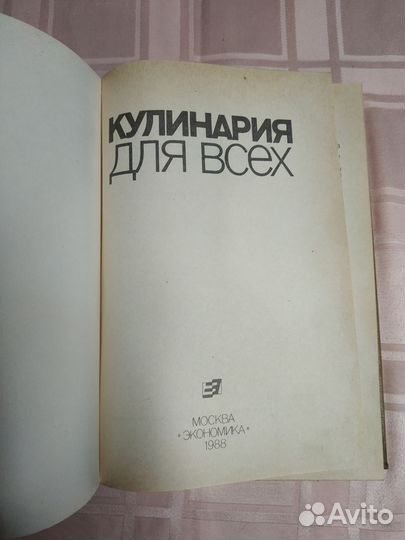 КУЛИНАРИЯ
ДЛЯ ВСЕХ
МОСКВА
"ЭКОНОМИКА"
1988
Avito